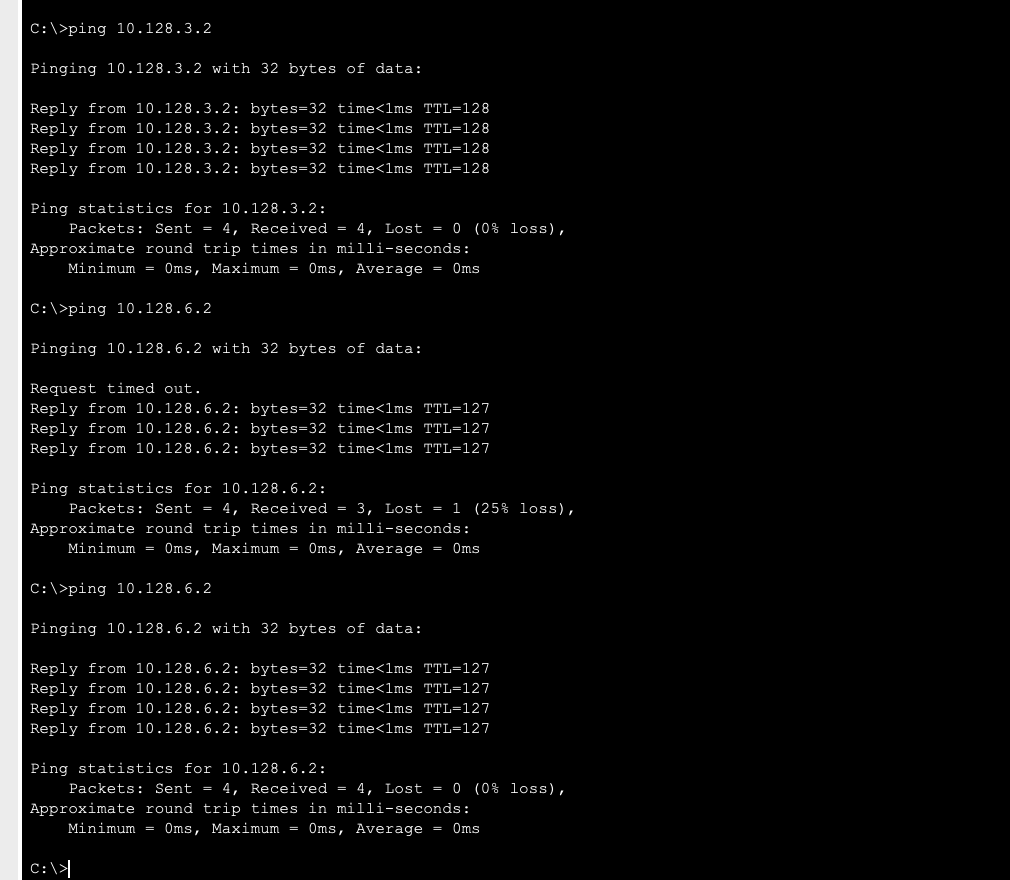 C:\>ping 10.128.3.2
Pinging 10.128.3.2 with 32 bytes of data:
Reply from 10.128.3.2: bytes=32 time<1ms TTL=128
Reply from 10.128.3.2: bytes=32 time<1ms TTL=128
Reply from 10.128.3.2: bytes=32 time<1ms TTL=128
Reply from 10.128.3.2: bytes=32 time<1ms TTL=128
Ping statistics for 10.128.3.2:
    Packets: Sent = 4, Received = 4, Lost = 0 (0% loss),
Approximate round trip times in milli-seconds:
    Minimum = 0ms, Maximum = 0ms, Average = 0ms
C:\>ping 10.128.6.2
Pinging 10.128.6.2 with 32 bytes of data:
Request timed out.
Reply from 10.128.6.2: bytes=32 time<1ms TTL=127
Reply from 10.128.6.2: bytes=32 time<1ms TTL=127
Reply from 10.128.6.2: bytes=32 time<1ms TTL=127
Ping statistics for 10.128.6.2:
    Packets: Sent = 4, Received = 3, Lost = 1 (25% loss),
Approximate round trip times in milli-seconds:
    Minimum = 0ms, Maximum = 0ms, Average = 0ms
C:\>ping 10.128.6.2
Pinging 10.128.6.2 with 32 bytes of data:
Reply from 10.128.6.2: bytes=32 time<1ms TTL=127
Reply from 10.128.6.2: bytes=32 time<1ms TTL=127
Reply from 10.128.6.2: bytes=32 time<1ms TTL=127
Reply from 10.128.6.2: bytes=32 time<1ms TTL=127
Ping statistics for 10.128.6.2:
    Packets: Sent = 4, Received = 4, Lost = 0 (0% loss),
Approximate round trip times in milli-seconds:
    Minimum = 0ms, Maximum = 0ms, Average = 0ms
C:\>